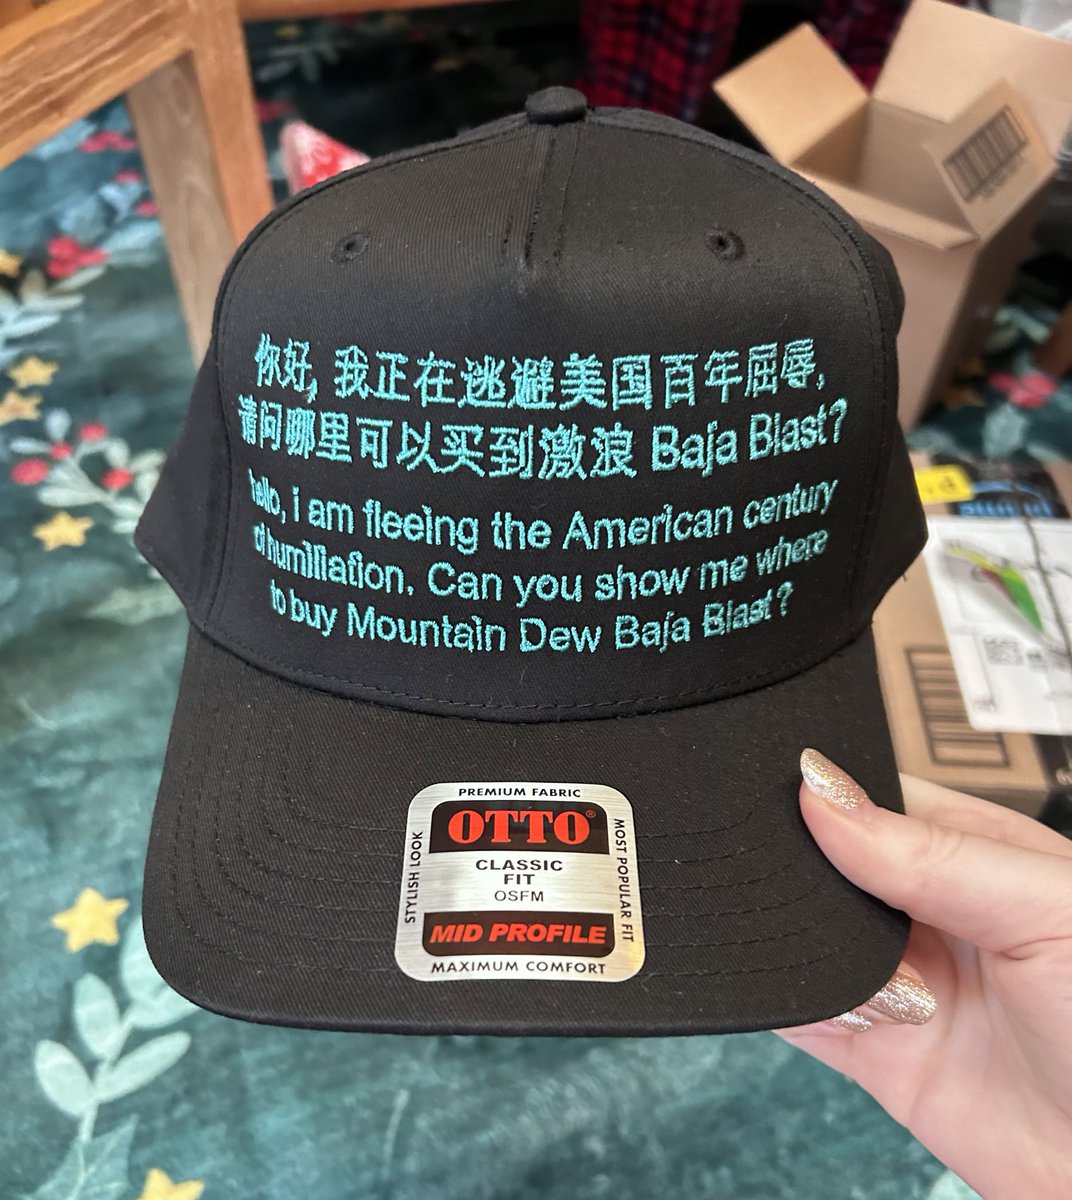 你好, 我正在逃避美国百年屈辱,
请问哪里可以买到激浪 Baja Blast?
hello, i am fleeing the American century
of humiliation. Can you show me where
to buy Mountain Dew Baja Blast?
PREMIUM FABRIC
STYLISH LOOK
OTTO®
CLASSIC
FIT
OSFM
MID PROFILE
MOST POPULAR FIT
MAXIMUM COMFORT